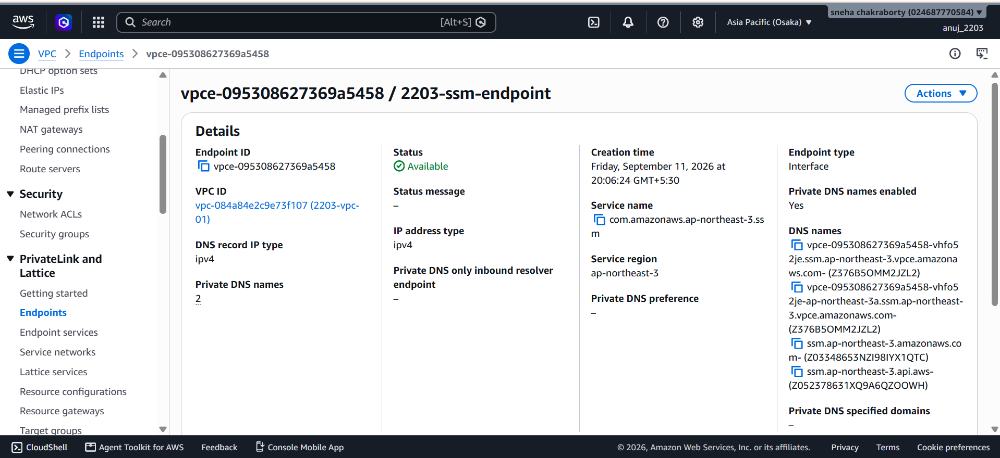 aws
Search
[Alt+S]
Asia Pacific (Osaka)
sneha chakraborty (024687770584)
anuj_2203
VPC
Endpoints
vpce-095308627369a5458
DHCP option sets
Elastic IPs
Managed prefix lists
NAT gateways
Peering connections
Route servers
Security
Network ACLs
Security groups
PrivateLink and
Lattice
Getting started
Endpoints
Endpoint services
Service networks
Lattice services
Resource configurations
Resource gateways
Target groups
vpce-095308627369a5458 / 2203-ssm-endpoint
Actions
Details
Endpoint ID
vpce-095308627369a5458
VPC ID
vpc-084a84e2c9e73f107 (2203-vpc-
01)
DNS record IP type
ipv4
Private DNS names
2
Status
Available
Status message
–
IP address type
ipv4
Private DNS only inbound resolver
endpoint
–
Creation time
Friday, September 11, 2026 at
20:06:24 GMT+5:30
Service name
com.amazonaws.ap-northeast-3.ss
m
Service region
ap-northeast-3
Private DNS preference
–
Endpoint type
Interface
Private DNS names enabled
Yes
DNS names
vpce-095308627369a5458-vhfo5
2je.ssm.ap-northeast-3.vpce.amazona
ws.com- (Z376B5OMM2JZL2)
vpce-095308627369a5458-vhfo5
2je-ap-northeast-3a.ssm.ap-northeast-
3.vpce.amazonaws.com-
(Z376B5OMM2JZL2)
ssm.ap-northeast-3.amazonaws.co
m- (Z03348653NZI98IYX1QTC)
ssm.ap-northeast-3.api.aws-
(Z052378631XQ9A6QZOOWH)
Private DNS specified domains
–
CloudShell
Agent Toolkit for AWS
Feedback
Console Mobile App
© 2026, Amazon Web Services, Inc. or its affiliates.
Privacy
Terms
Cookie preferences